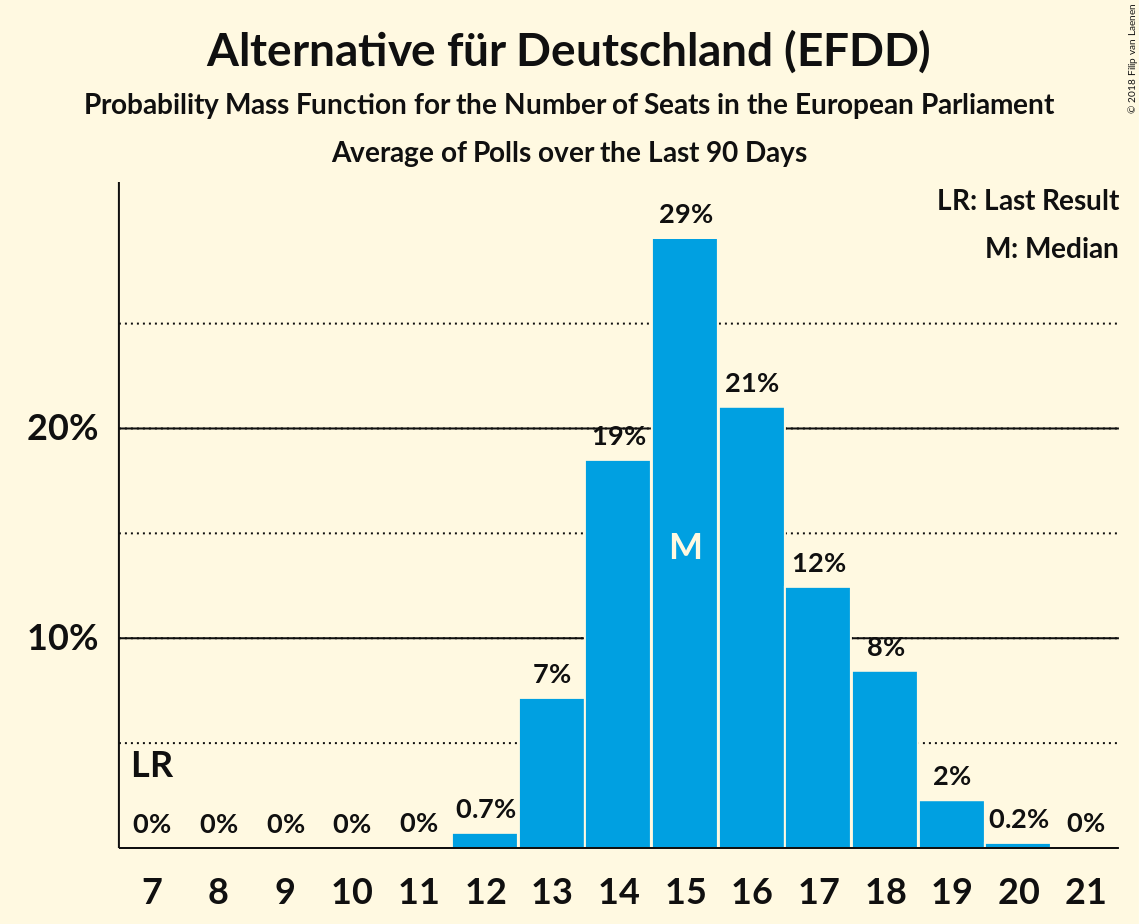 Alternative für Deutschland (EFDD)
Probability Mass Function for the Number of Seats in the European Parliament
Average of Polls over the Last 90 Days
© 2018 Filip van Laenen
LR: Last Result
M: Median
29%
21%
20%
19%
M
12%
10%
8%
7%
LR
2%
0% 0% 0% 0% 0% 0.7% 0.2% 0%
7 8 9 10 11 12 13 14 15 16 17 18 19 20 21